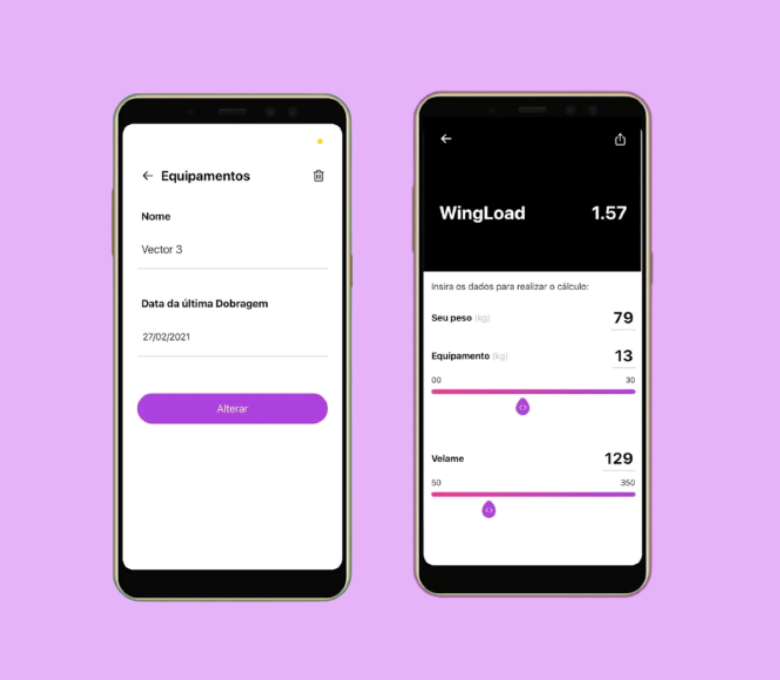 Equipamentos
Nome
Vector 3
Data da última Dobragem
27/02/2021
Alterar
WingLoad 1.57
Insira os dados para realizar o cálculo:
Seu peso (kg) 79
Equipamento (kg) 13
00 30
Velame 129
50 350